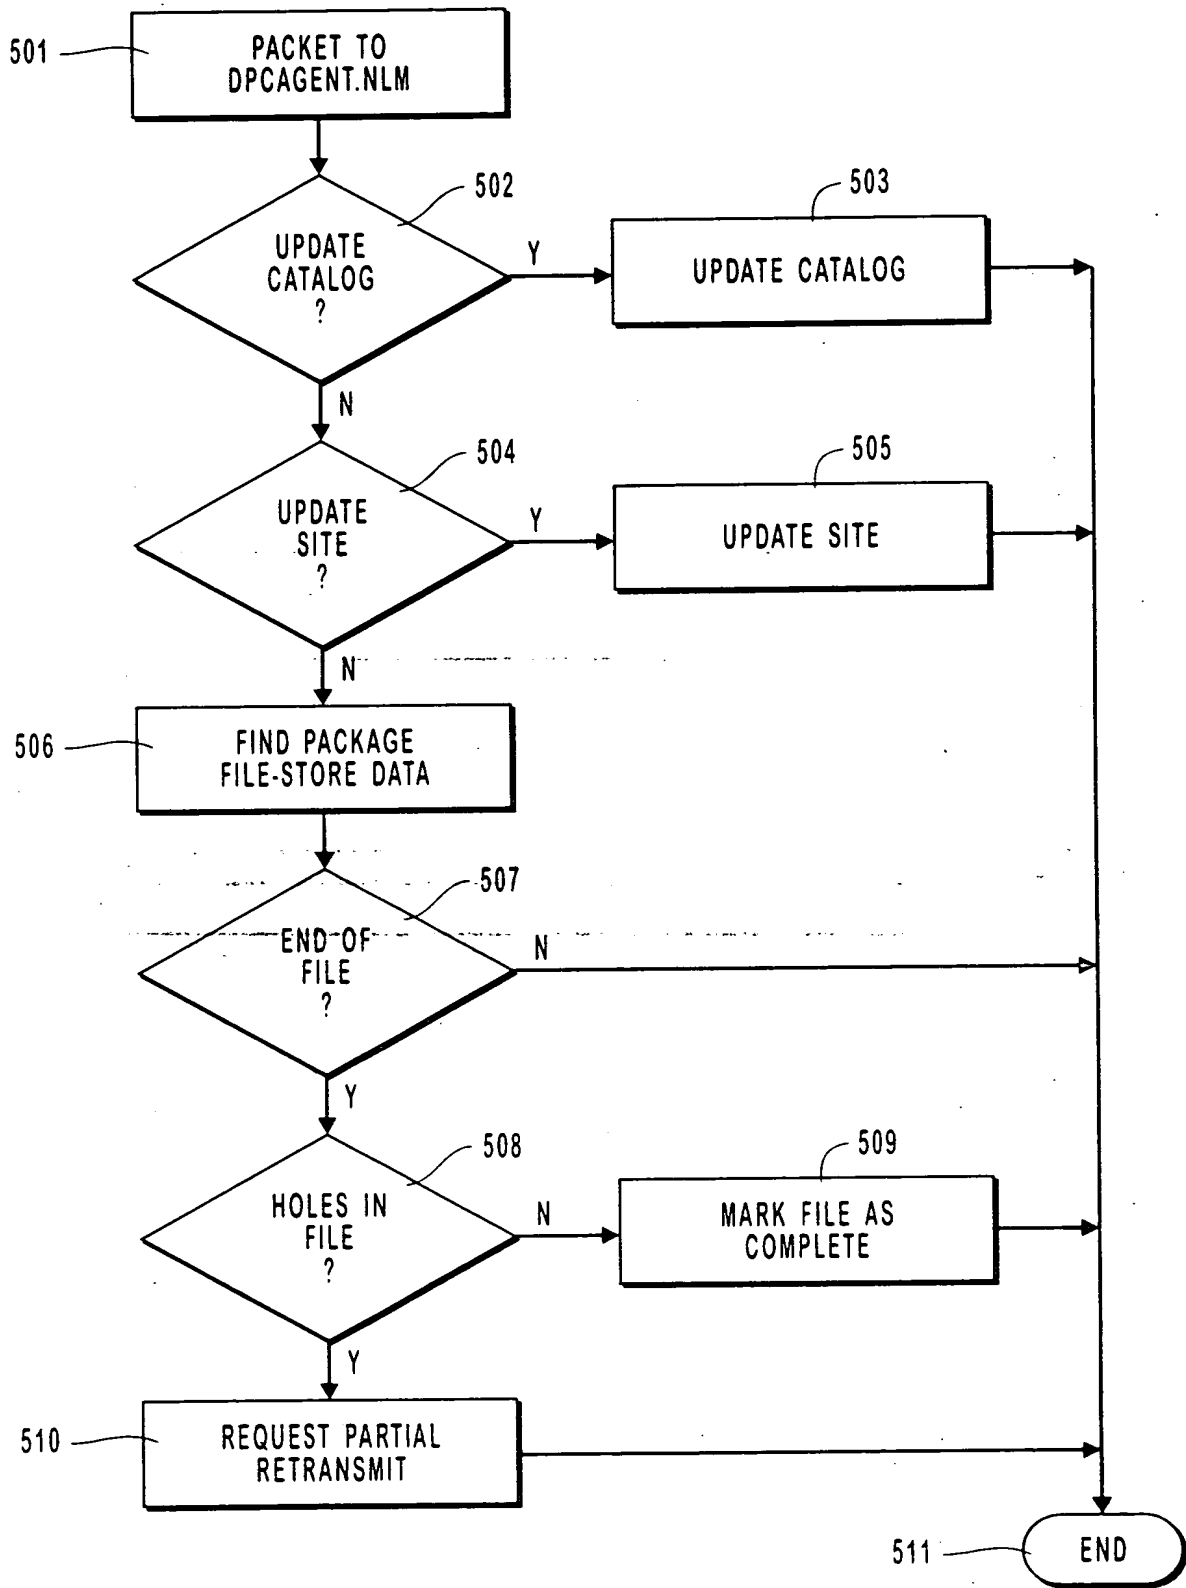 501
PACKET TO
DPCAGENT.NLM
502
UPDATE
CATALOG
?
Y
503
UPDATE CATALOG
N
504
UPDATE
SITE
?
Y
505
UPDATE SITE
N
506
FIND PACKAGE
FILE-STORE DATA
507
END OF
FILE
?
N
Y
508
HOLES IN
FILE
?
N
509
MARK FILE AS
COMPLETE
Y
510
REQUEST PARTIAL
RETRANSMIT
511
END